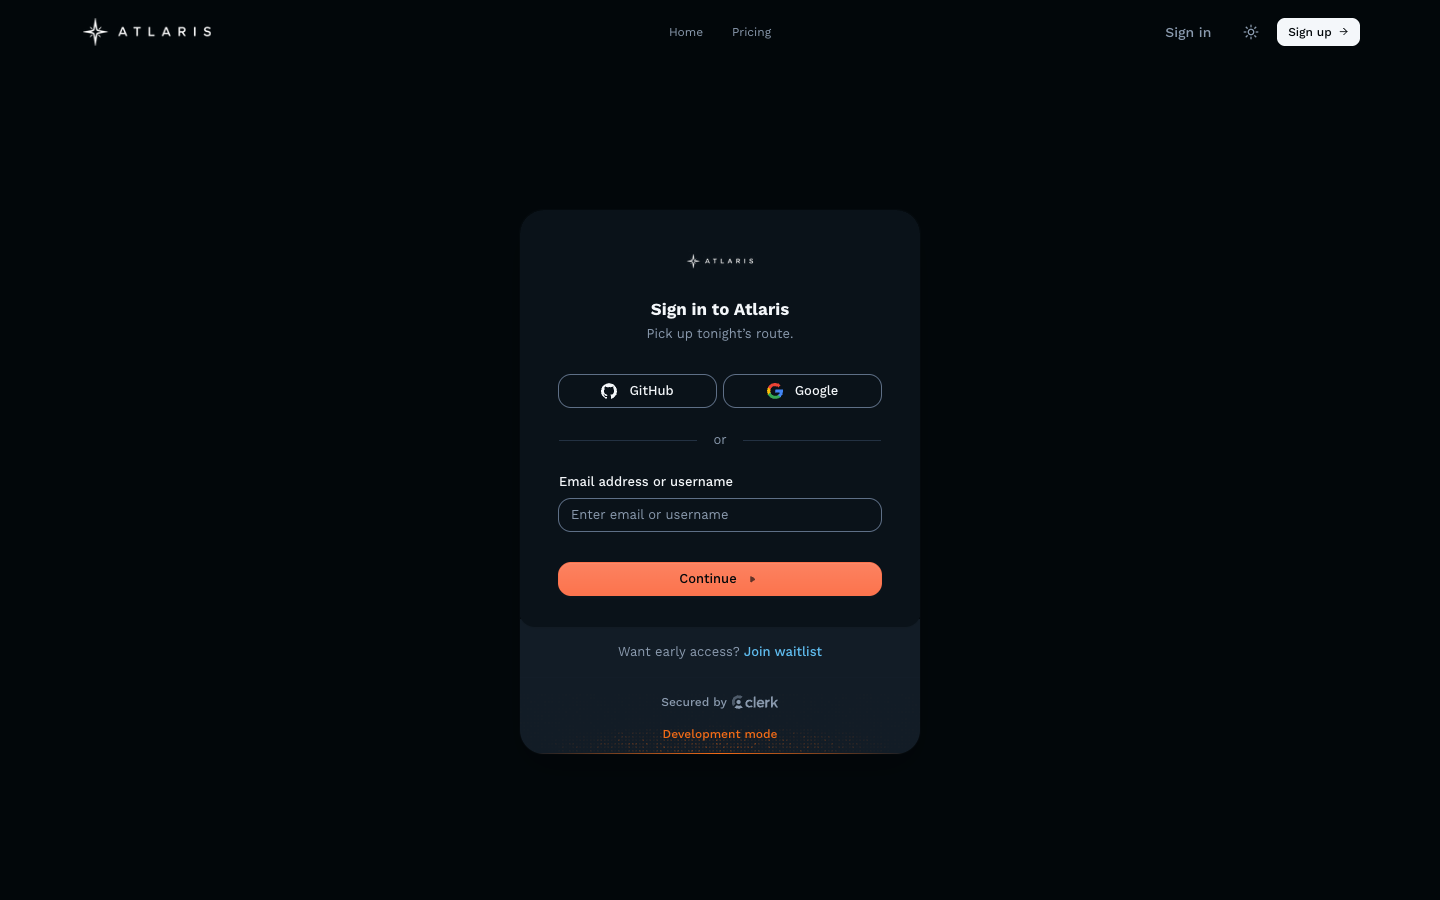 ATLARIS
Home Pricing
Sign in
Sign up →
ATLARIS
Sign in to Atlaris
Pick up tonight’s route.
GitHub
Google
or
Email address or username
Enter email or username
Continue
Want early access? Join waitlist
Secured by clerk
Development mode